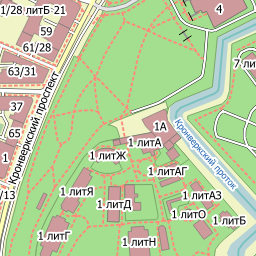 1/28 литБ
21
4
59
61/28
63/31
7 лит
37
65
1
/13
Кронверкский проспект
1А
1 литА
Кронверкский проток
1 литЖ
1 литАГ
1 литЯ
1 литД
1 литАЗ
1 литО
1 литБ
1 литГ
1 литН